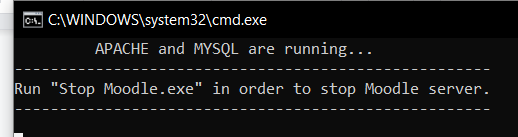 C:\WINDOWS\system32\cmd.exe
APACHE and MYSQL are running...
----------------------------------------------------
Run "Stop Moodle.exe" in order to stop Moodle server.
----------------------------------------------------